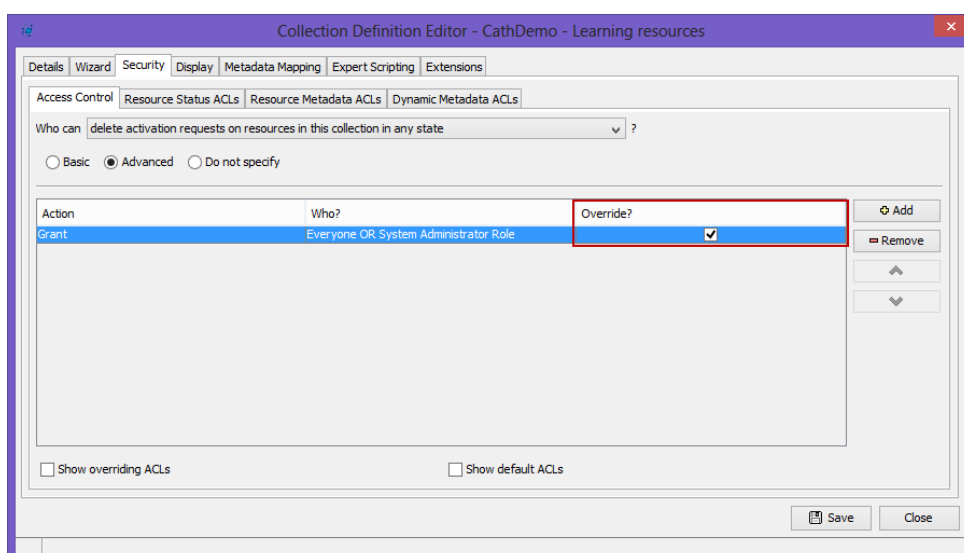 Collection Definition Editor - CathDemo - Learning resources
Details Wizard Security Display Metadata Mapping Expert Scripting Extensions
Access Control Resource Status ACLs Resource Metadata ACLs Dynamic Metadata ACLs
Who can delete activation requests on resources in this collection in any state ?
Basic Advanced Do not specify
Action Who? Override? Add
Grant Everyone OR System Administrator Role Remove
Show overriding ACLs Show default ACLs
Save Close